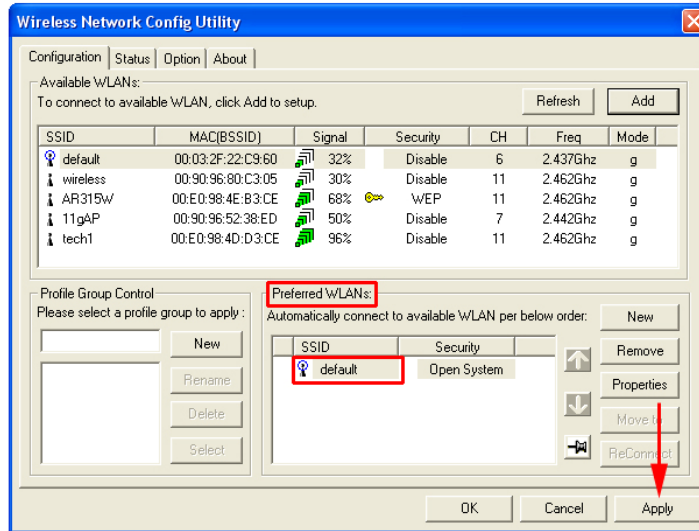 Wireless Network Config Utility
Configuration Status Option About
Available WLANs:
To connect to available WLAN, click Add to setup.
Refresh Add
SSID MAC(BSSID) Signal Security CH Freq Mode
default 00:03:2F:22:C9:60 32% Disable 6 2.437Ghz g
wireless 00:90:96:80:C3:05 30% Disable 11 2.462Ghz g
AR315W 00:E0:98:4E:B3:CE 68% WEP 11 2.462Ghz g
11gAP 00:90:96:52:38:ED 50% Disable 7 2.442Ghz g
tech1 00:E0:98:4D:D3:CE 96% Disable 11 2.462Ghz g
Profile Group Control
Please select a profile group to apply :
New
Rename
Delete
Select
Preferred WLANs:
Automatically connect to available WLAN per below order:
SSID Security
default Open System
New
Remove
Properties
Move to
ReConnect
OK Cancel Apply